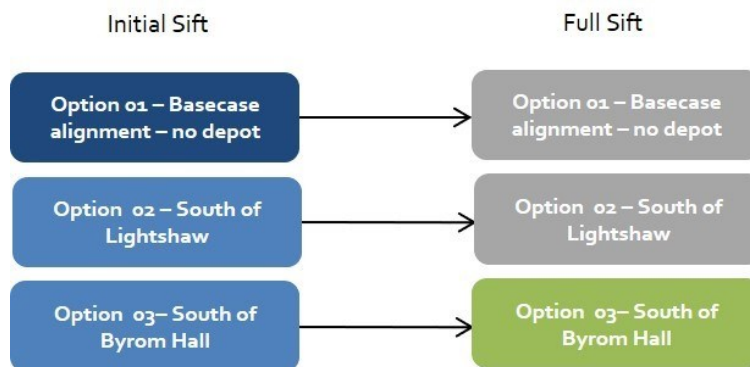 Initial Sift
Full Sift
Option 01 – Basecase
alignment – no depot
Option 01 – Basecase
alignment – no depot
Option 02 – South of
Lightshaw
Option 02 – South of
Lightshaw
Option 03– South of
Byrom Hall
Option 03– South of
Byrom Hall